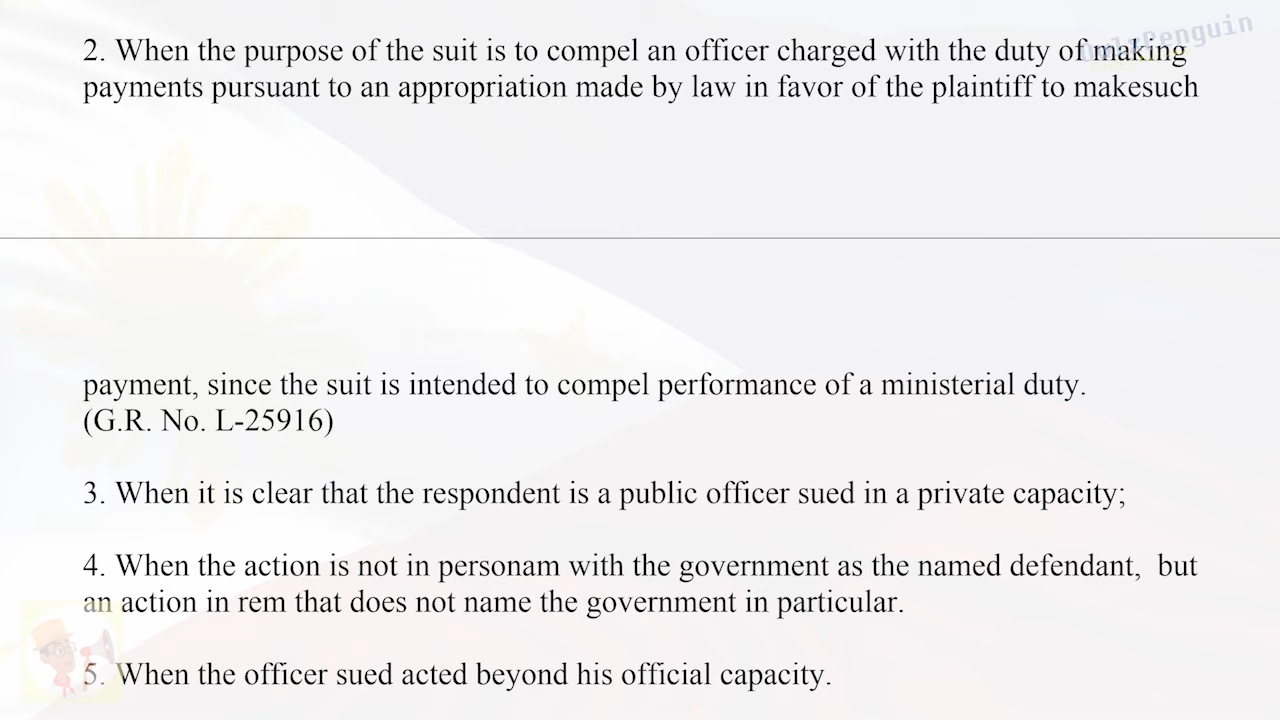 OnlyPenguin
2. When the purpose of the suit is to compel an officer charged with the duty of making
payments pursuant to an appropriation made by law in favor of the plaintiff to makesuch
payment, since the suit is intended to compel performance of a ministerial duty.
(G.R. No. L-25916)
3. When it is clear that the respondent is a public officer sued in a private capacity;
4. When the action is not in personam with the government as the named defendant,  but
an action in rem that does not name the government in particular.
5. When the officer sued acted beyond his official capacity.